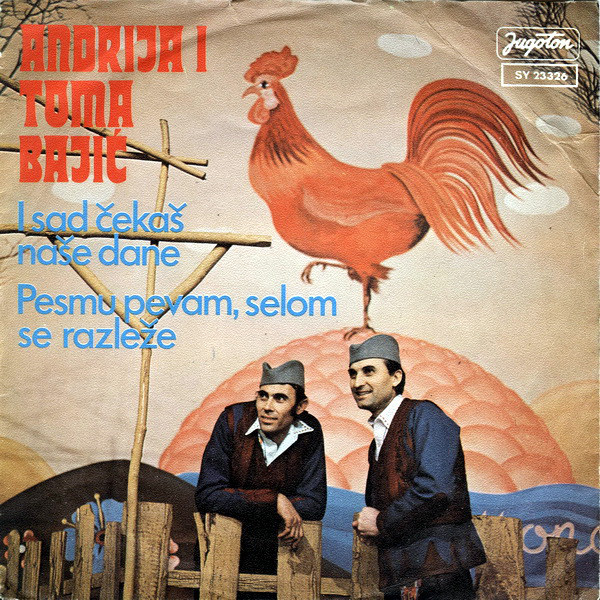 ANDRIJA I
TOMA
BAJIĆ
Jugoton
SY 23326
I sad čekaš
naše dane
Pesmu pevam, selom
se razleže